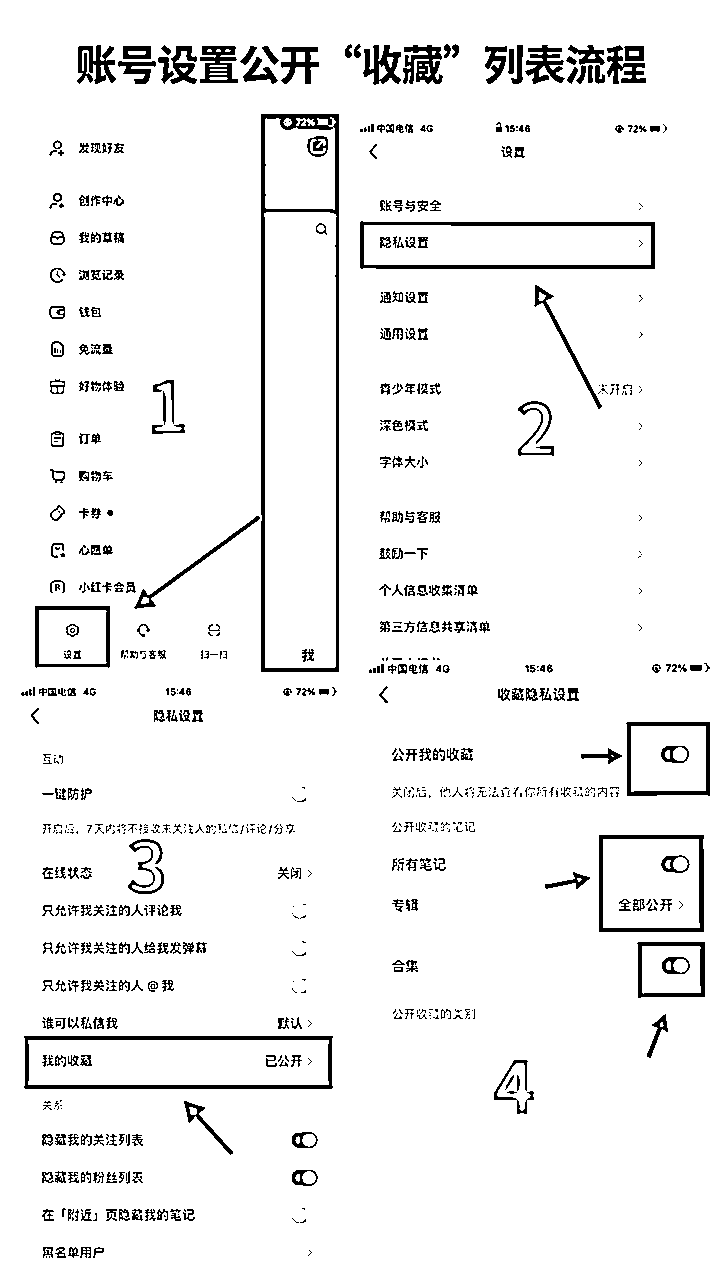 账号设置公开“收藏”列表流程
72%
发现好友
创作中心
我的草稿
浏览记录
钱包
免流量
好物体验
1
订单
购物车
卡券
心愿单
小红卡会员
设置
帮助与客服
扫一扫
我
中国电信 4G 15:46 72%
设置
账号与安全
隐私设置
通知设置
通用设置
青少年模式 未开启
深色模式
2
字体大小
帮助与客服
鼓励一下
个人信息收集清单
第三方信息共享清单
中国电信 4G 15:46 72%
隐私设置
互动
一键防护
开启后，7天内将不接收未关注人的私信/评论/分享
3
在线状态 关闭
只允许我关注的人评论我
只允许我关注的人给我发弹幕
只允许我关注的人 @ 我
谁可以私信我 默认
我的收藏 已公开
关系
隐藏我的关注列表
隐藏我的粉丝列表
在「附近」页隐藏我的笔记
黑名单用户
中国电信 4G 15:46 72%
收藏隐私设置
公开我的收藏
关闭后，他人将无法查看你所有收藏的内容
公开收藏的笔记
所有笔记
专辑 全部公开
合集
公开收藏的类别
4